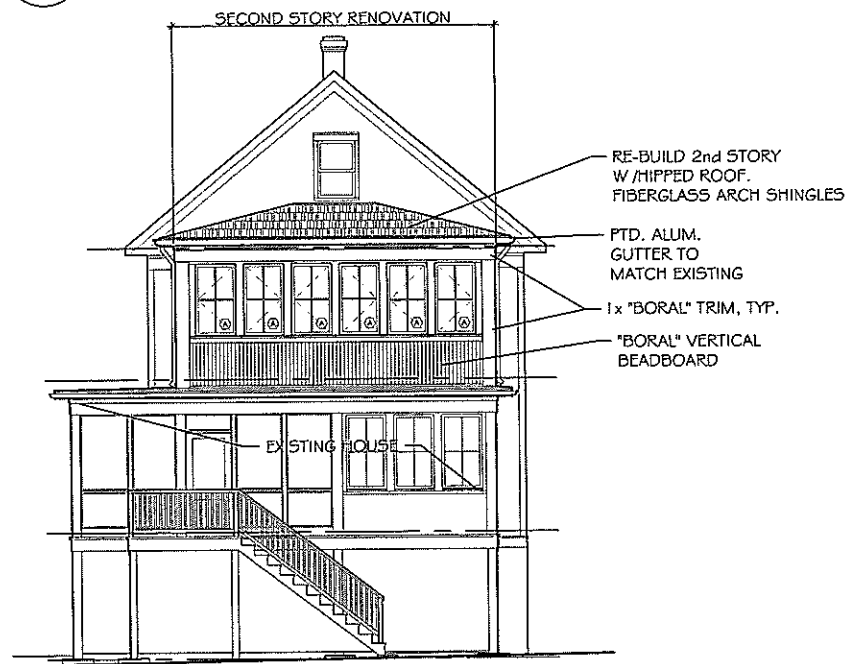 SECOND STORY RENOVATION
RE-BUILD 2nd STORY
W/HIPPED ROOF.
FIBERGLASS ARCH SHINGLES
PTD. ALUM.
GUTTER TO
MATCH EXISTING
1x "BORAL" TRIM, TYP.
"BORAL" VERTICAL
BEADBOARD
A A A A A A
EXISTING HOUSE